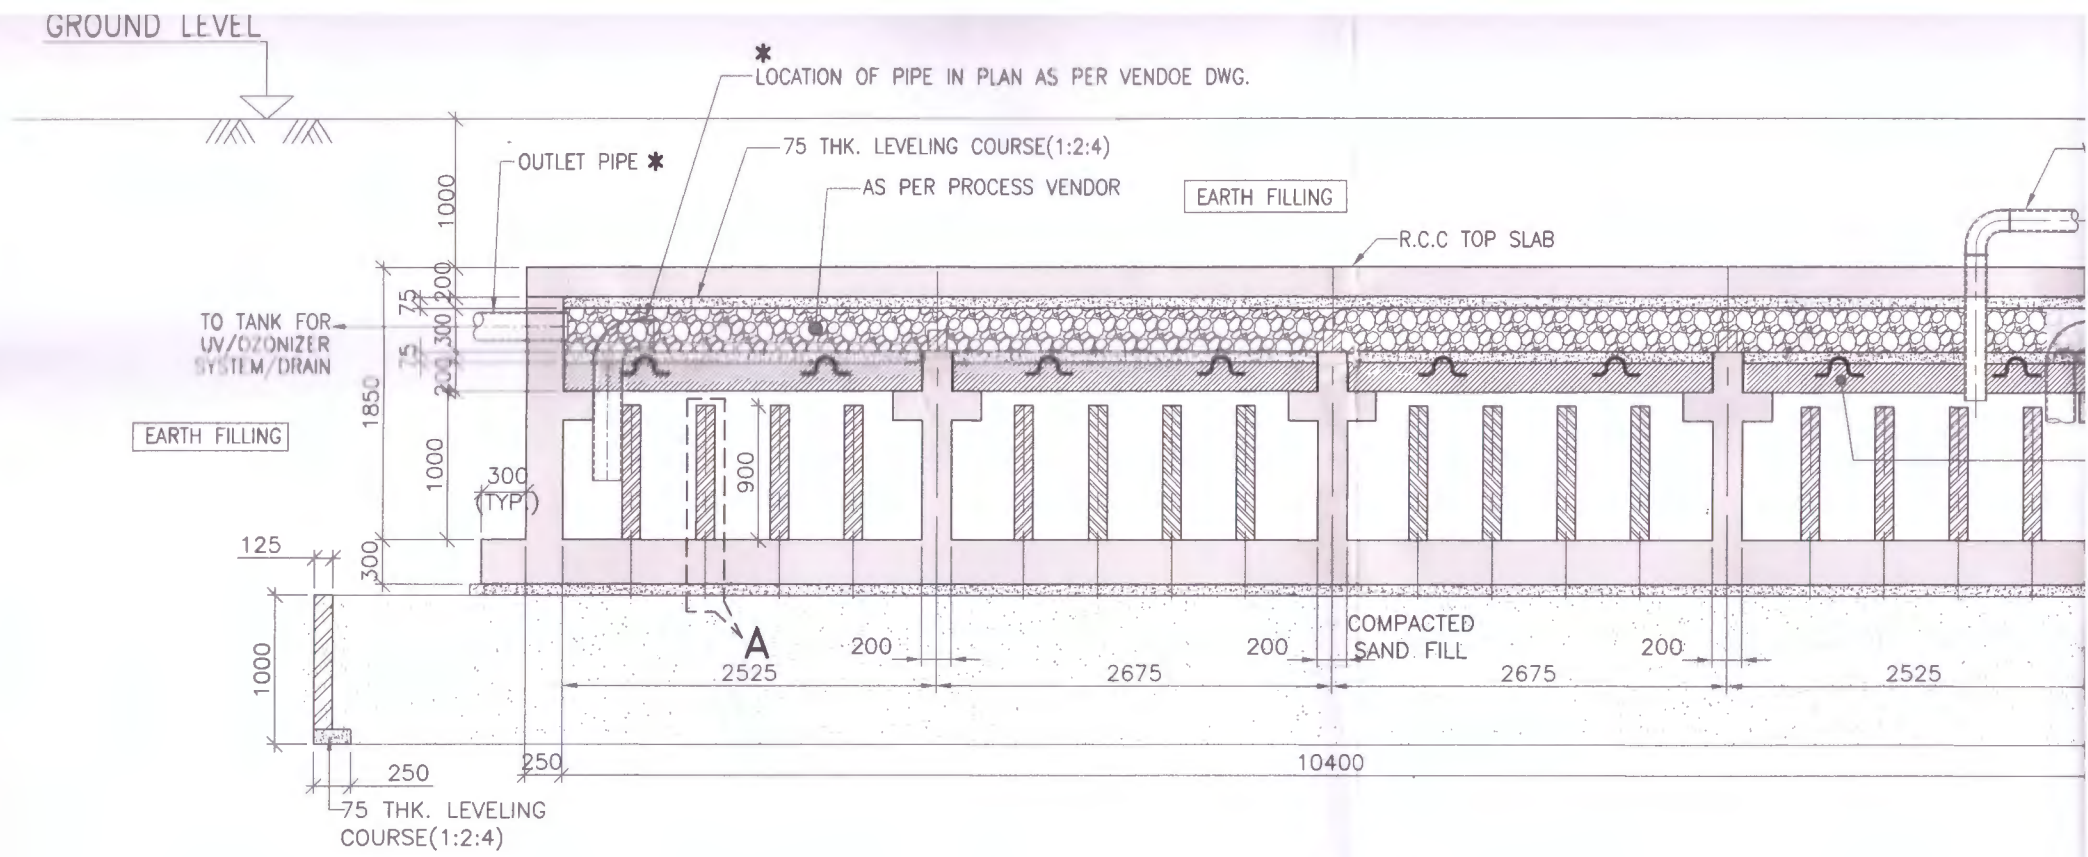 GROUND LEVEL
*
LOCATION OF PIPE IN PLAN AS PER VENDOE DWG.
75 THK. LEVELING COURSE(1:2:4)
OUTLET PIPE *
AS PER PROCESS VENDOR
EARTH FILLING
R.C.C TOP SLAB
1000
200
75
300
75
200
1000
1850
300
TO TANK FOR
UV/OZONIZER
SYSTEM/DRAIN
EARTH FILLING
300
(TYP.)
900
125
1000
A
200
200
200
COMPACTED
SAND FILL
2525
2675
2675
2525
250
250
10400
75 THK. LEVELING
COURSE(1:2:4)